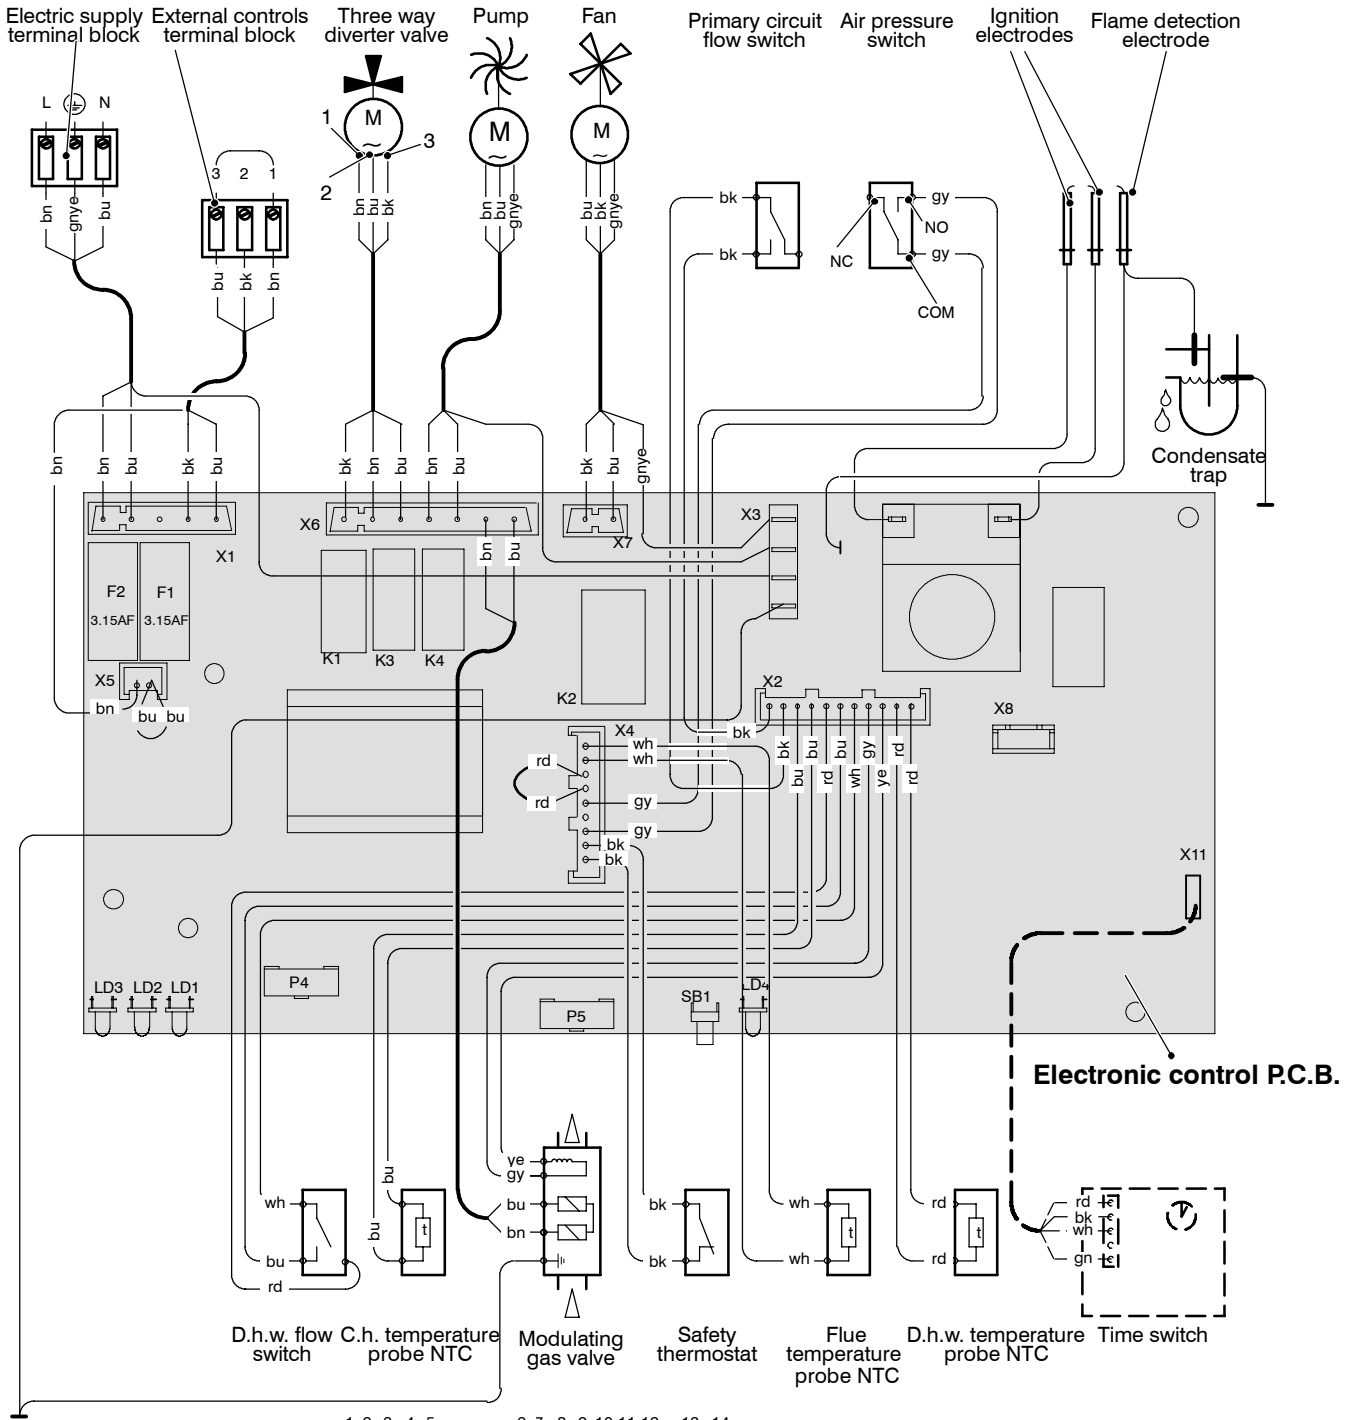 Electric supply
terminal block
External controls
terminal block
Three way
diverter valve
Pump
Fan
Primary circuit
flow switch
Air pressure
switch
Ignition
electrodes
Flame detection
electrode
L
N
M
~
M
~
M
~
1
2
3
3 2 1
bn
gnye
bu
bn
bu
bk
bn
bu
gnye
bu
bk
gnye
bk
bk
gy
gy
NO
NC
COM
bu
bk
bn
Condensate
trap
bn
bn
bu
bk
bu
bk
bn
bu
bn
bu
bk
bu
gnye
X1
X6
bn
bu
X7
X3
F2
3.15AF
F1
3.15AF
K1
K3
K4
K2
X5
bn
bu
bu
X2
X8
X4
bk
wh
wh
rd
rd
gy
gy
bk
bk
bk
bu
bu
rd
bu
wh
gy
ye
rd
rd
X11
P4
P5
LD3
LD2
LD1
SB1
LD4
Electronic control P.C.B.
wh
bu
rd
bu
bu
t
ye
gy
bu
bn
bk
bk
wh
wh
t
rd
rd
t
rd
bk
wh
gn
D.h.w. flow
switch
C.h. temperature
probe NTC
Modulating
gas valve
Safety
thermostat
Flue
temperature
probe NTC
D.h.w. temperature
probe NTC
Time switch